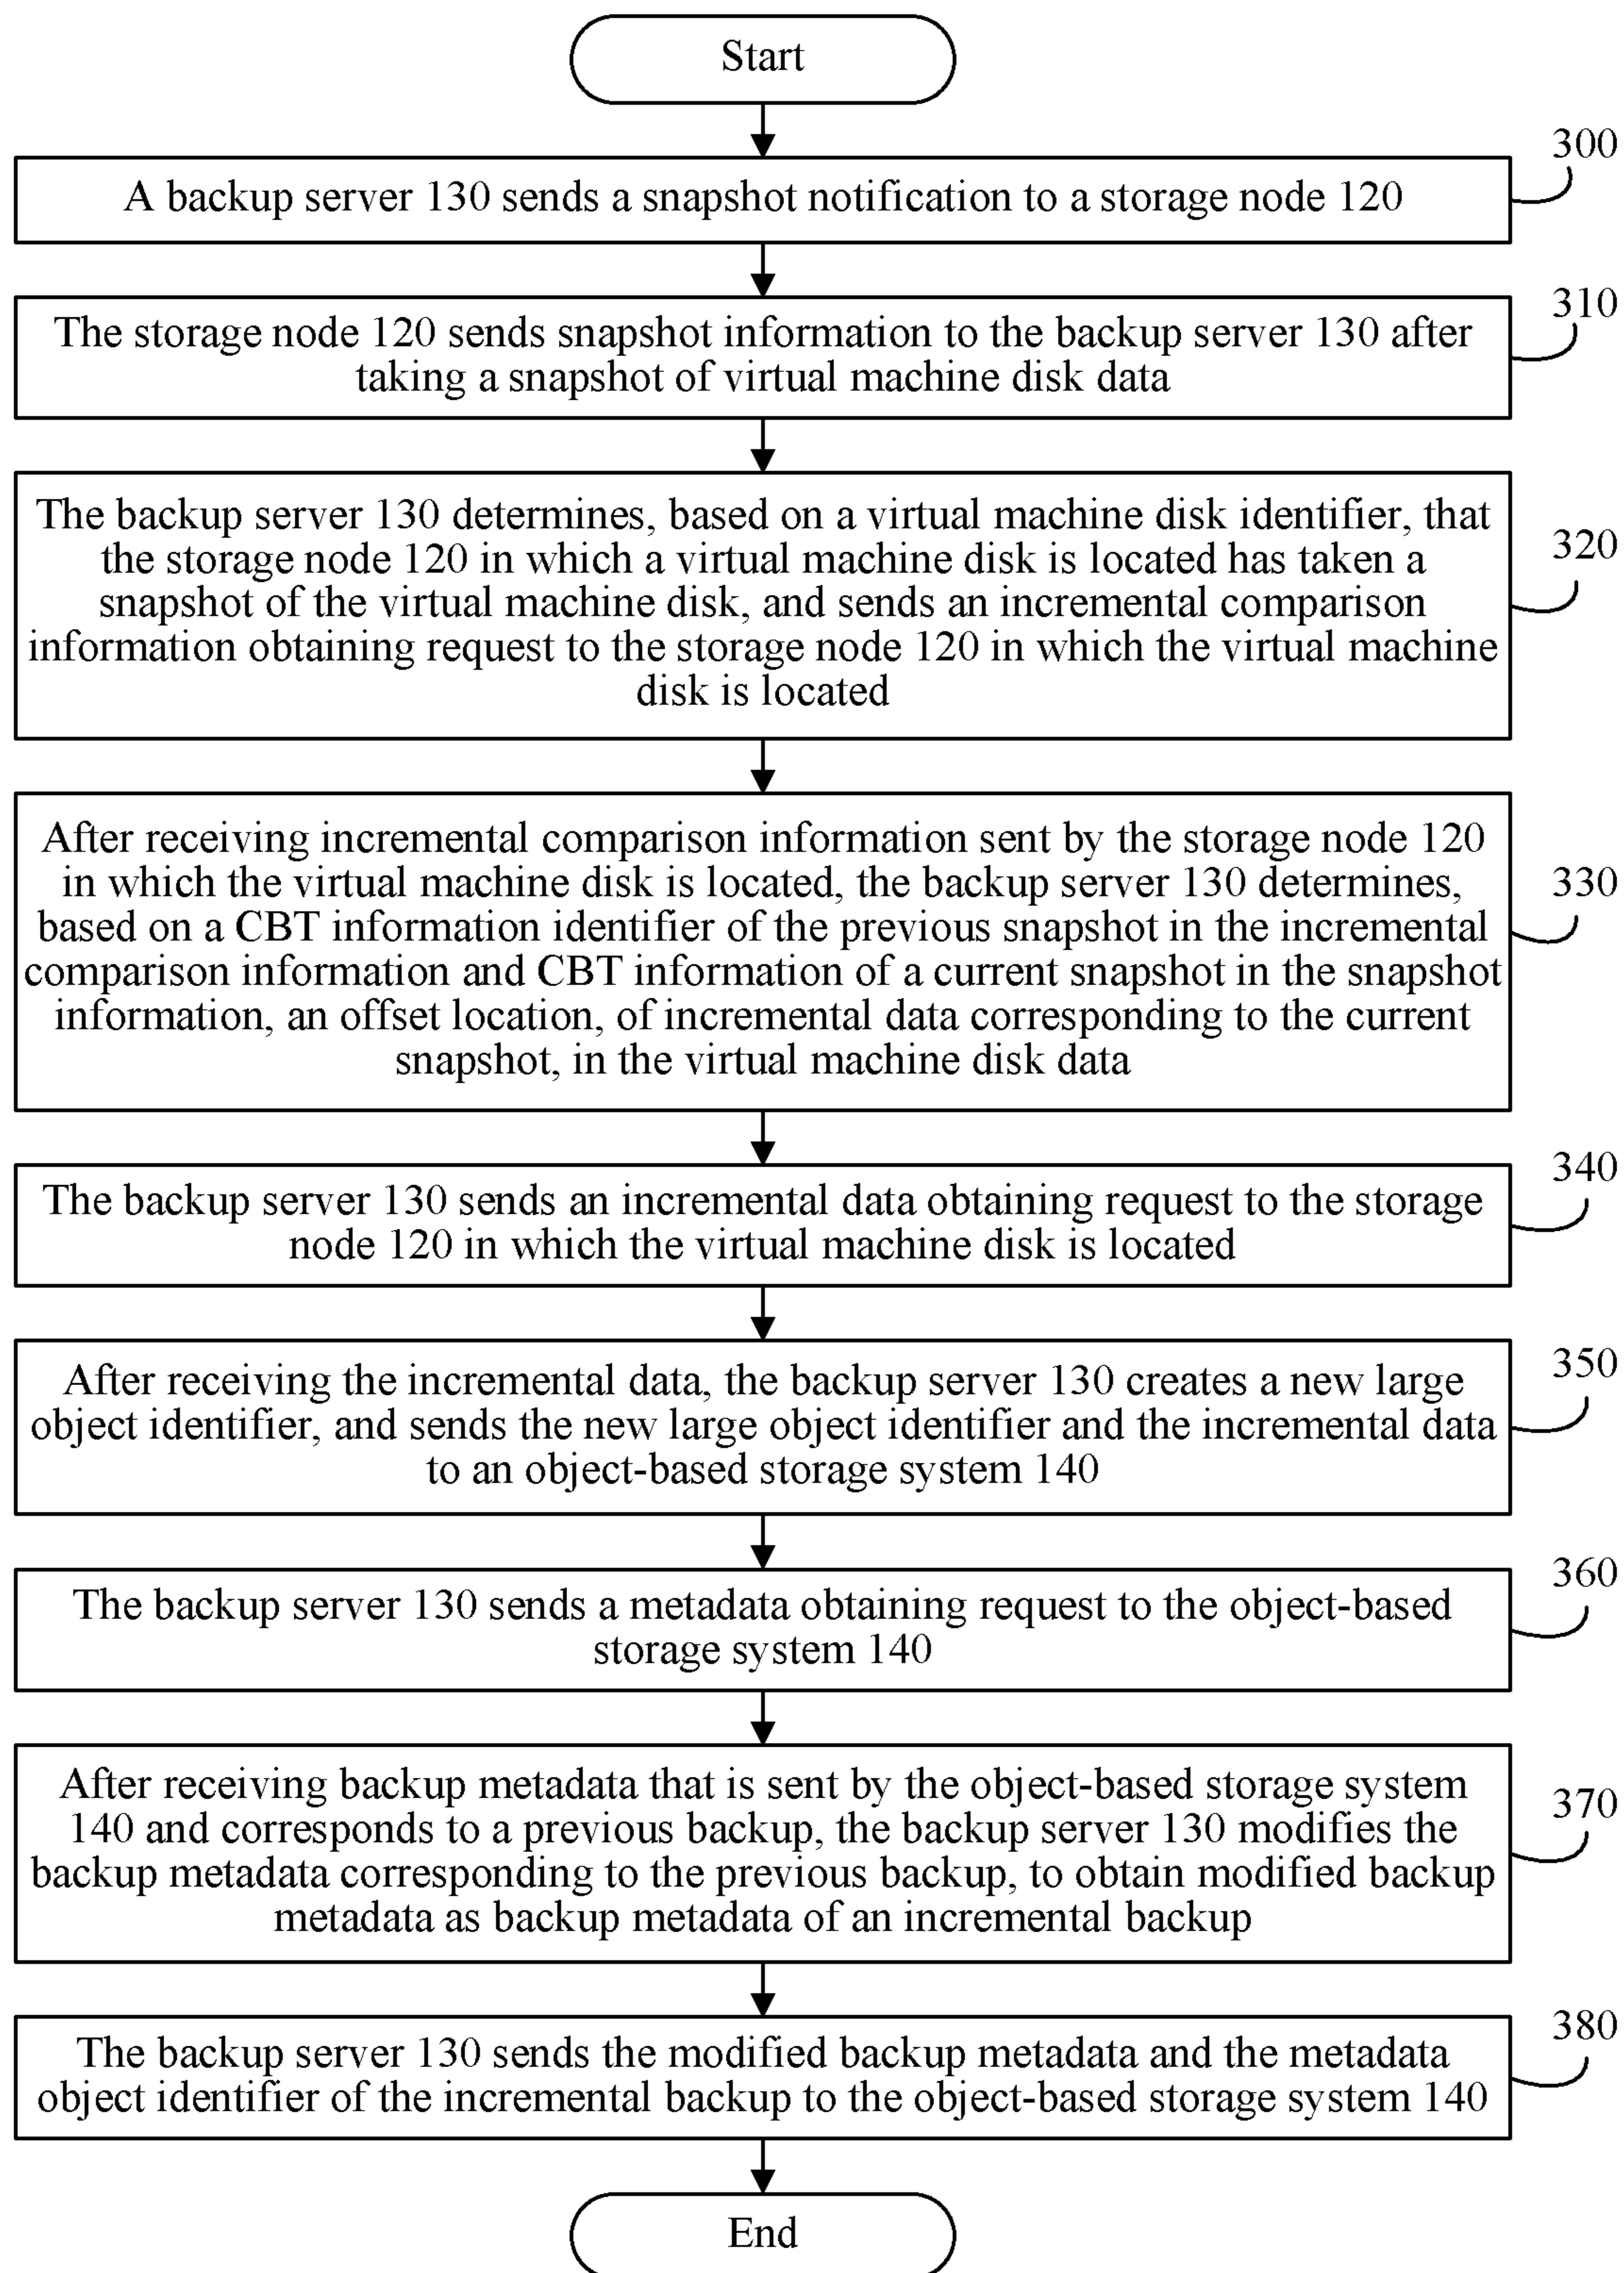 Start
300
A backup server 130 sends a snapshot notification to a storage node 120
310
The storage node 120 sends snapshot information to the backup server 130 after
taking a snapshot of virtual machine disk data
320
The backup server 130 determines, based on a virtual machine disk identifier, that
the storage node 120 in which a virtual machine disk is located has taken a
snapshot of the virtual machine disk, and sends an incremental comparison
information obtaining request to the storage node 120 in which the virtual machine
disk is located
330
After receiving incremental comparison information sent by the storage node 120
in which the virtual machine disk is located, the backup server 130 determines,
based on a CBT information identifier of the previous snapshot in the incremental
comparison information and CBT information of a current snapshot in the snapshot
information, an offset location, of incremental data corresponding to the current
snapshot, in the virtual machine disk data
340
The backup server 130 sends an incremental data obtaining request to the storage
node 120 in which the virtual machine disk is located
350
After receiving the incremental data, the backup server 130 creates a new large
object identifier, and sends the new large object identifier and the incremental data
to an object-based storage system 140
360
The backup server 130 sends a metadata obtaining request to the object-based
storage system 140
370
After receiving backup metadata that is sent by the object-based storage system
140 and corresponds to a previous backup, the backup server 130 modifies the
backup metadata corresponding to the previous backup, to obtain modified backup
metadata as backup metadata of an incremental backup
380
The backup server 130 sends the modified backup metadata and the metadata
object identifier of the incremental backup to the object-based storage system 140
End